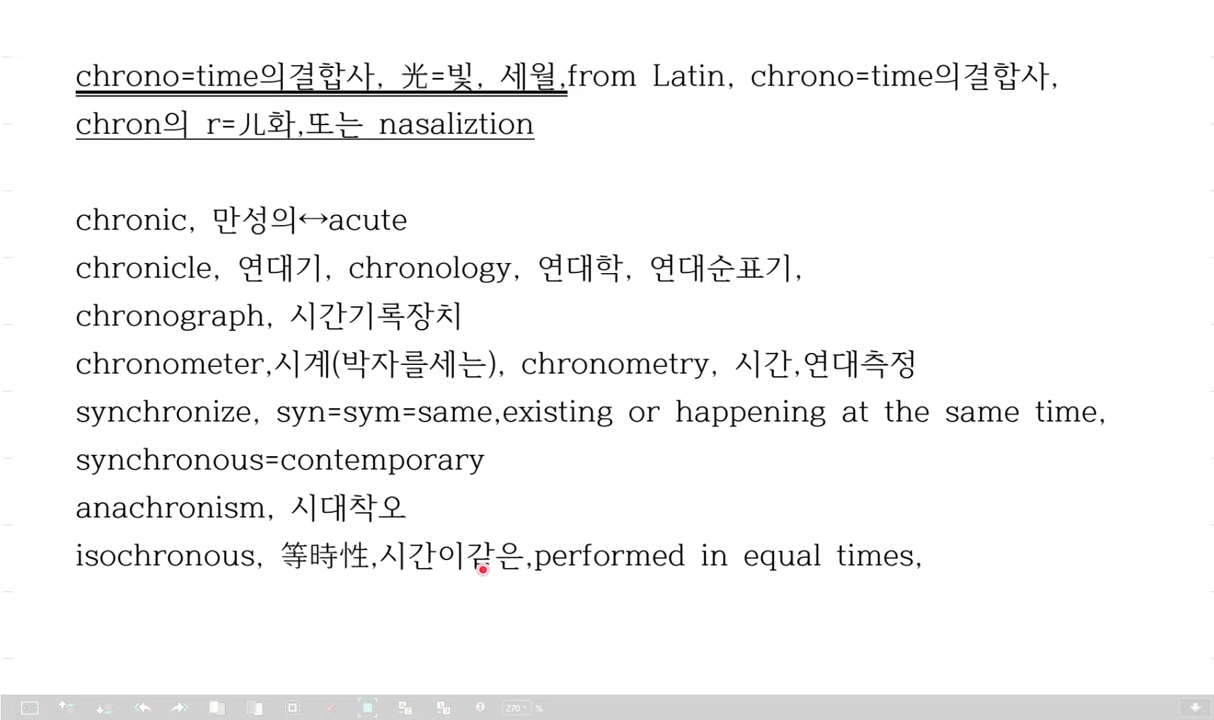 chrono=time의결합사, 光=빛, 세월,from Latin, chrono=time의결합사,
chron의 r=儿화,또는 nasaliztion
chronic, 만성의↔acute
chronicle, 연대기, chronology, 연대학, 연대순표기,
chronograph, 시간기록장치
chronometer,시계(박자를세는), chronometry, 시간,연대측정
synchronize, syn=sym=same,existing or happening at the same time,
synchronous=contemporary
anachronism, 시대착오
isochronous, 等時性,시간이같은,performed in equal times,
270 %